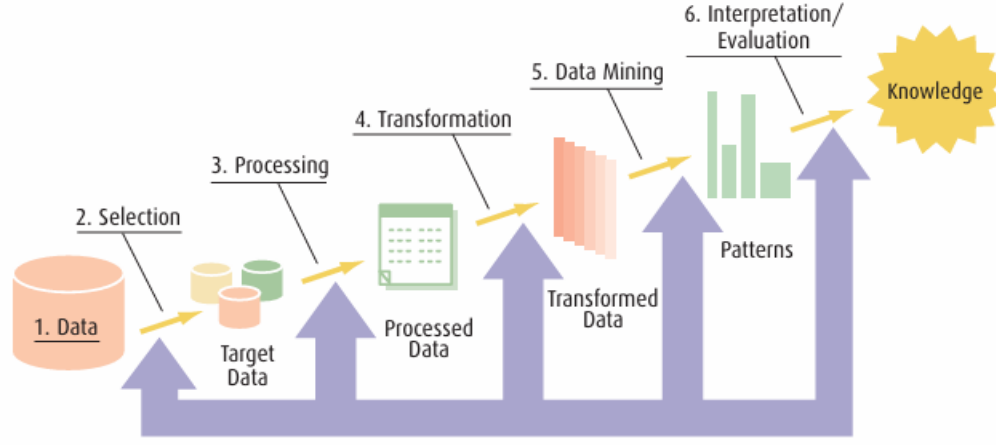 1. Data
2. Selection
Target
Data
3. Processing
Processed
Data
4. Transformation
Transformed
Data
5. Data Mining
Patterns
6. Interpretation/
Evaluation
Knowledge